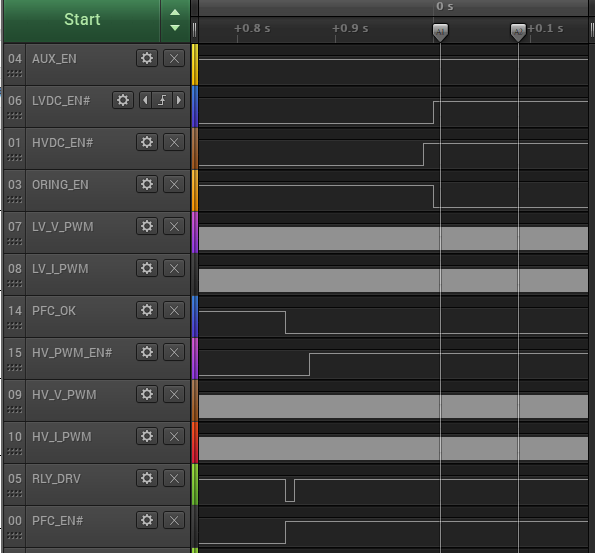 Start
0 s
+0.8 s
+0.9 s
+0.1 s
A1
04 AUX_EN
06 LVDC_EN#
01 HVDC_EN#
03 ORING_EN
07 LV_V_PWM
08 LV_I_PWM
14 PFC_OK
15 HV_PWM_EN#
09 HV_V_PWM
10 HV_I_PWM
05 RLY_DRV
00 PFC_EN#